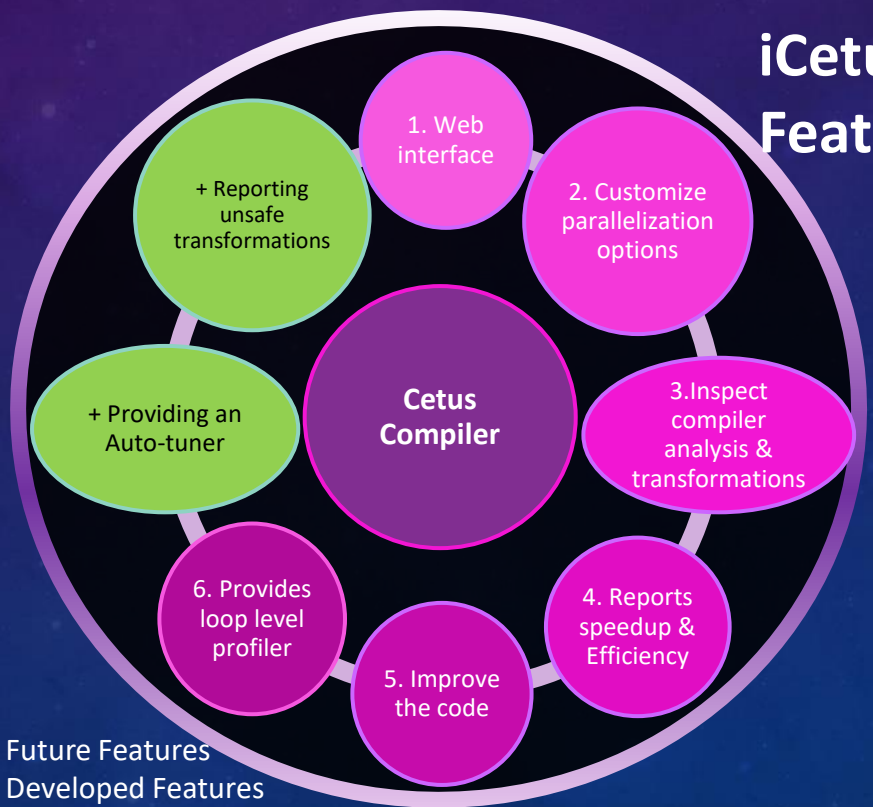 iCetu
Feat
1. Web
interface
2. Customize
parallelization
options
3.Inspect
compiler
analysis &
transformations
4. Reports
speedup &
Efficiency
5. Improve
the code
6. Provides
loop level
profiler
+ Providing an
Auto-tuner
+ Reporting
unsafe
transformations
Cetus
Compiler
Future Features
Developed Features